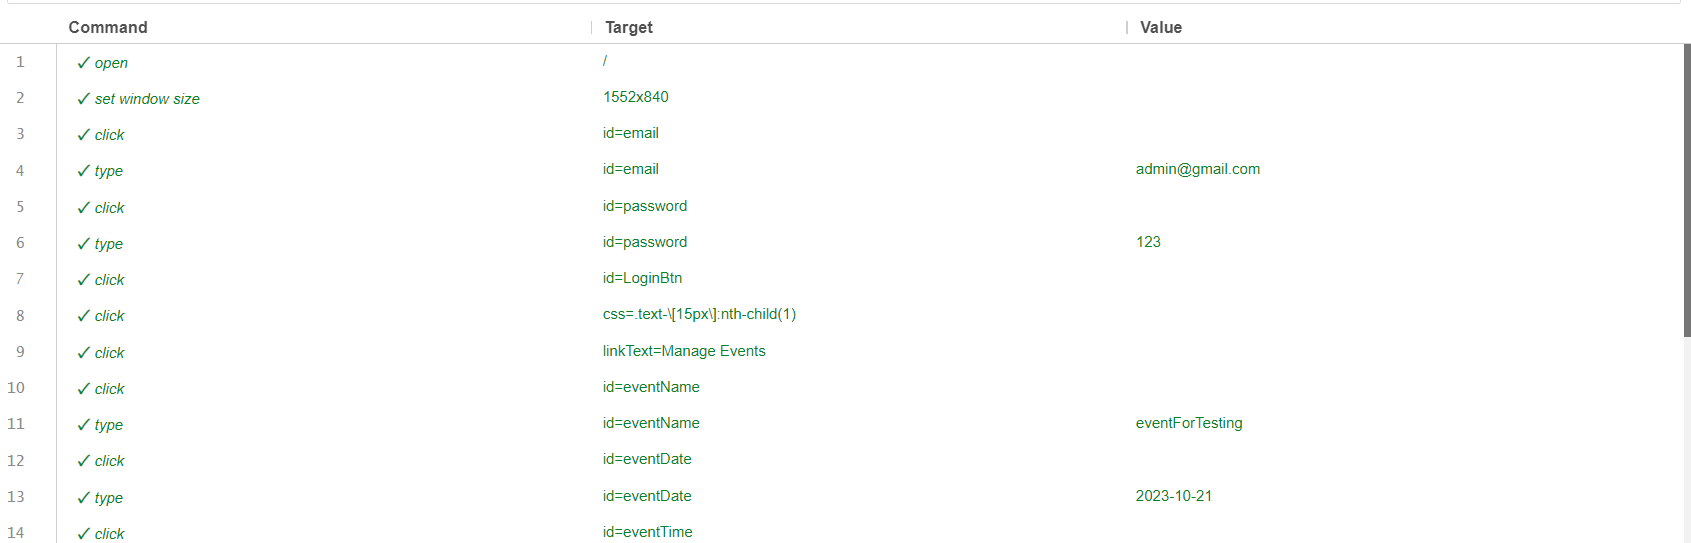 Command Target Value
1 ✓ open /
2 ✓ set window size 1552x840
3 ✓ click id=email
4 ✓ type id=email admin@gmail.com
5 ✓ click id=password
6 ✓ type id=password 123
7 ✓ click id=LoginBtn
8 ✓ click css=.text-\[15px\]:nth-child(1)
9 ✓ click linkText=Manage Events
10 ✓ click id=eventName
11 ✓ type id=eventName eventForTesting
12 ✓ click id=eventDate
13 ✓ type id=eventDate 2023-10-21
14 ✓ click id=eventTime